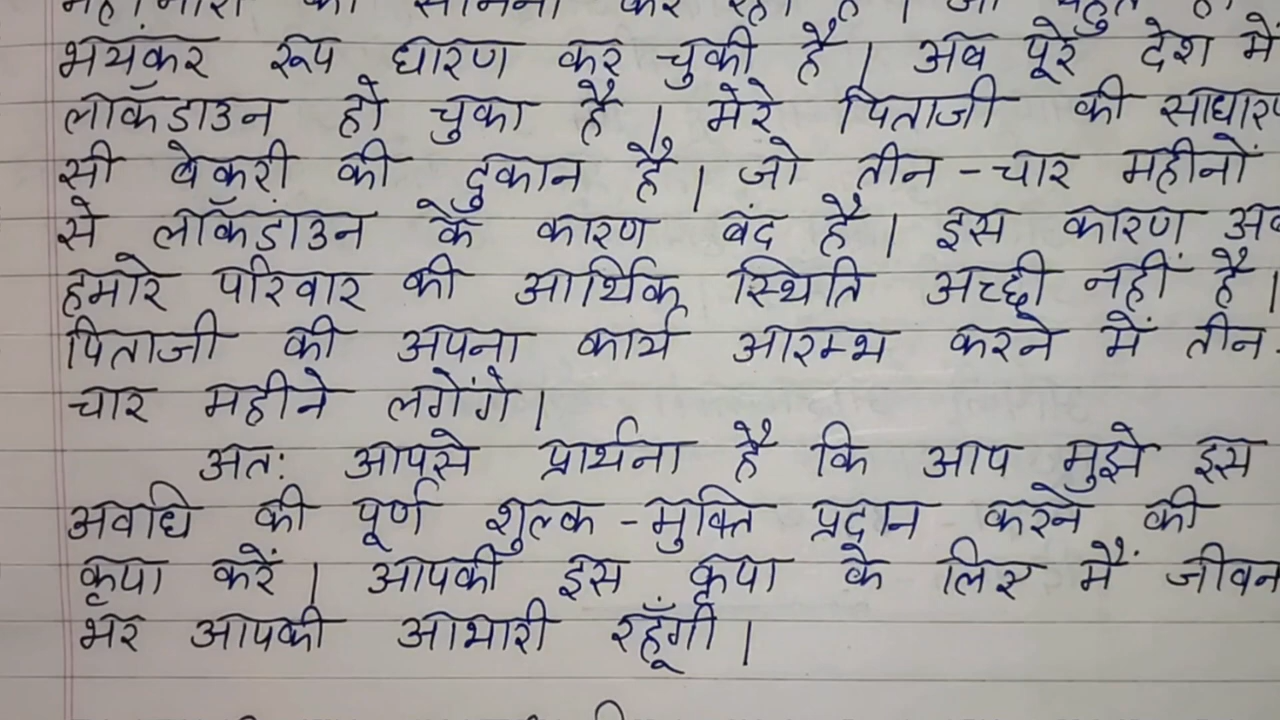 भयंकर रूप धारण कर चुकी है। अब पूरे देश में
लॉकडाउन हो चुका है। मेरे पिताजी की
सी बेकरी की दुकान है। जो तीन-चार महीनों
से लॉकडाउन के कारण बंद है। इस कारण
हमारे परिवार की आर्थिक स्थिति अच्छी नहीं है।
पिताजी को अपना कार्य आरम्भ करने में तीन-
चार महीने लगेंगे।
अतः आपसे प्रार्थना है कि आप मुझे इस
अवधि की पूर्ण शुल्क-मुक्ति प्रदान करने की
कृपा करें। आपकी इस कृपा के लिए मैं जीवन
भर आपकी आभारी रहूँगी।